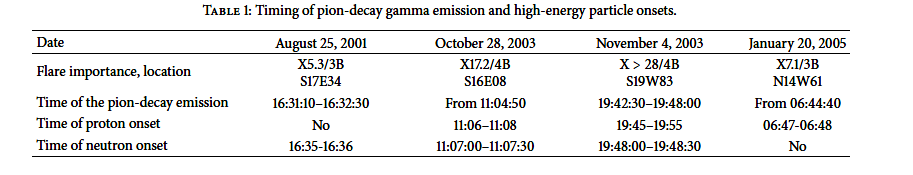 TABLE 1: Timing of pion-decay gamma emission and high-energy particle onsets.
Date August 25, 2001 October 28, 2003 November 4, 2003 January 20, 2005
Flare importance, location X5.3/3B X17.2/4B X > 28/4B X7.1/3B
S17E34 S16E08 S19W83 N14W61
Time of the pion-decay emission 16:31:10–16:32:30 From 11:04:50 19:42:30–19:48:00 From 06:44:40
Time of proton onset No 11:06–11:08 19:45–19:55 06:47-06:48
Time of neutron onset 16:35-16:36 11:07:00–11:07:30 19:48:00–19:48:30 No